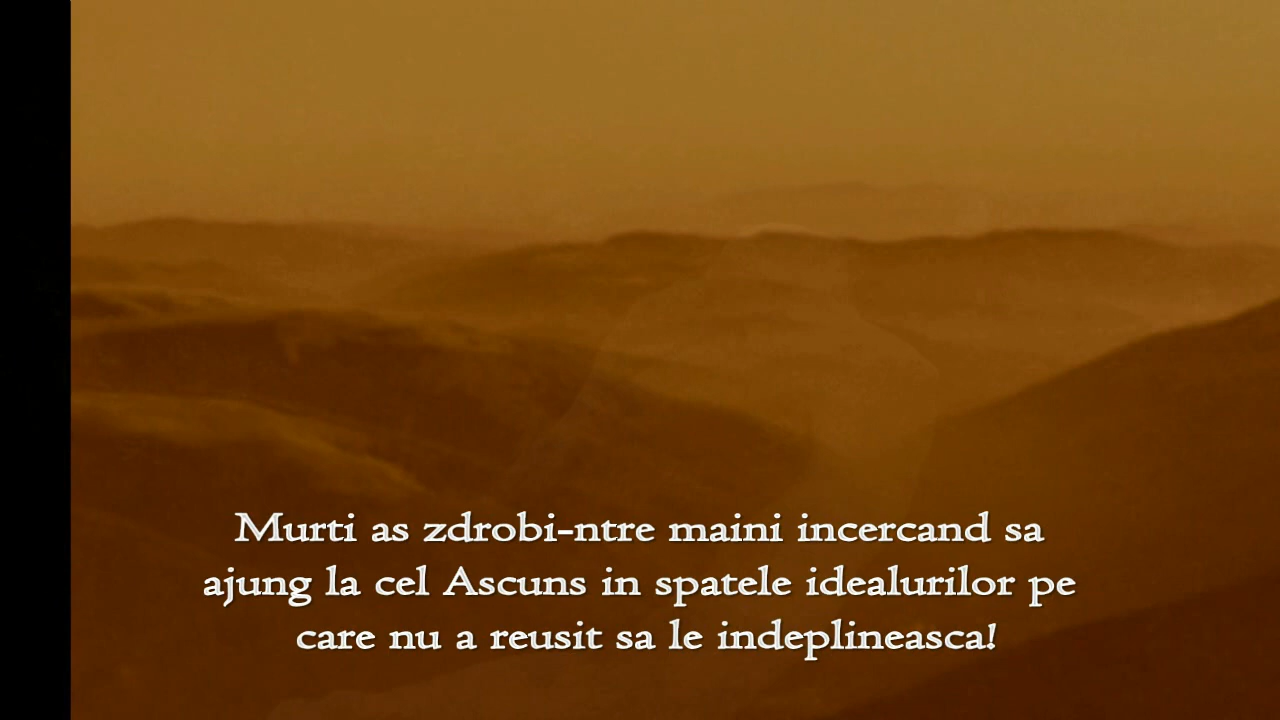 Murti as zdrobi-ntre maini incercand sa
ajung la cel Ascuns in spatele idealurilor pe
care nu a reusit sa le indeplineasca!